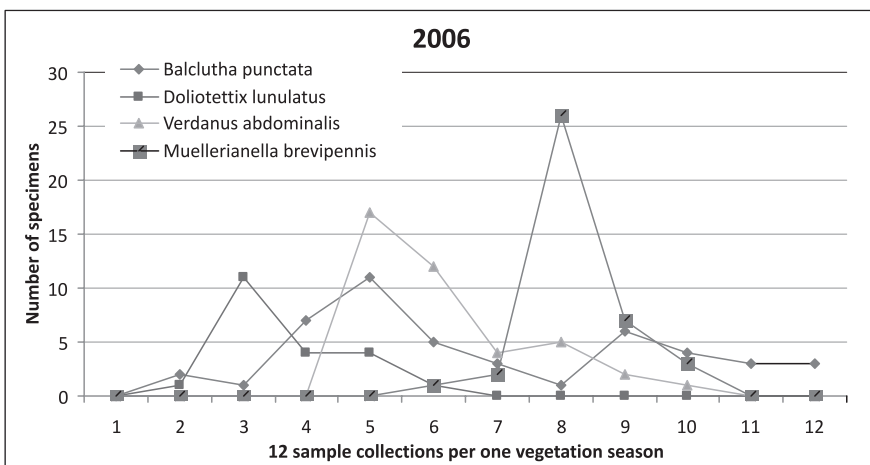 2006
Balclutha punctata
Doliotettix lunulatus
Verdanus abdominalis
Muellerianella brevipennis
Number of specimens
30
25
20
15
10
5
0
1 2 3 4 5 6 7 8 9 10 11 12
12 sample collections per one vegetation season